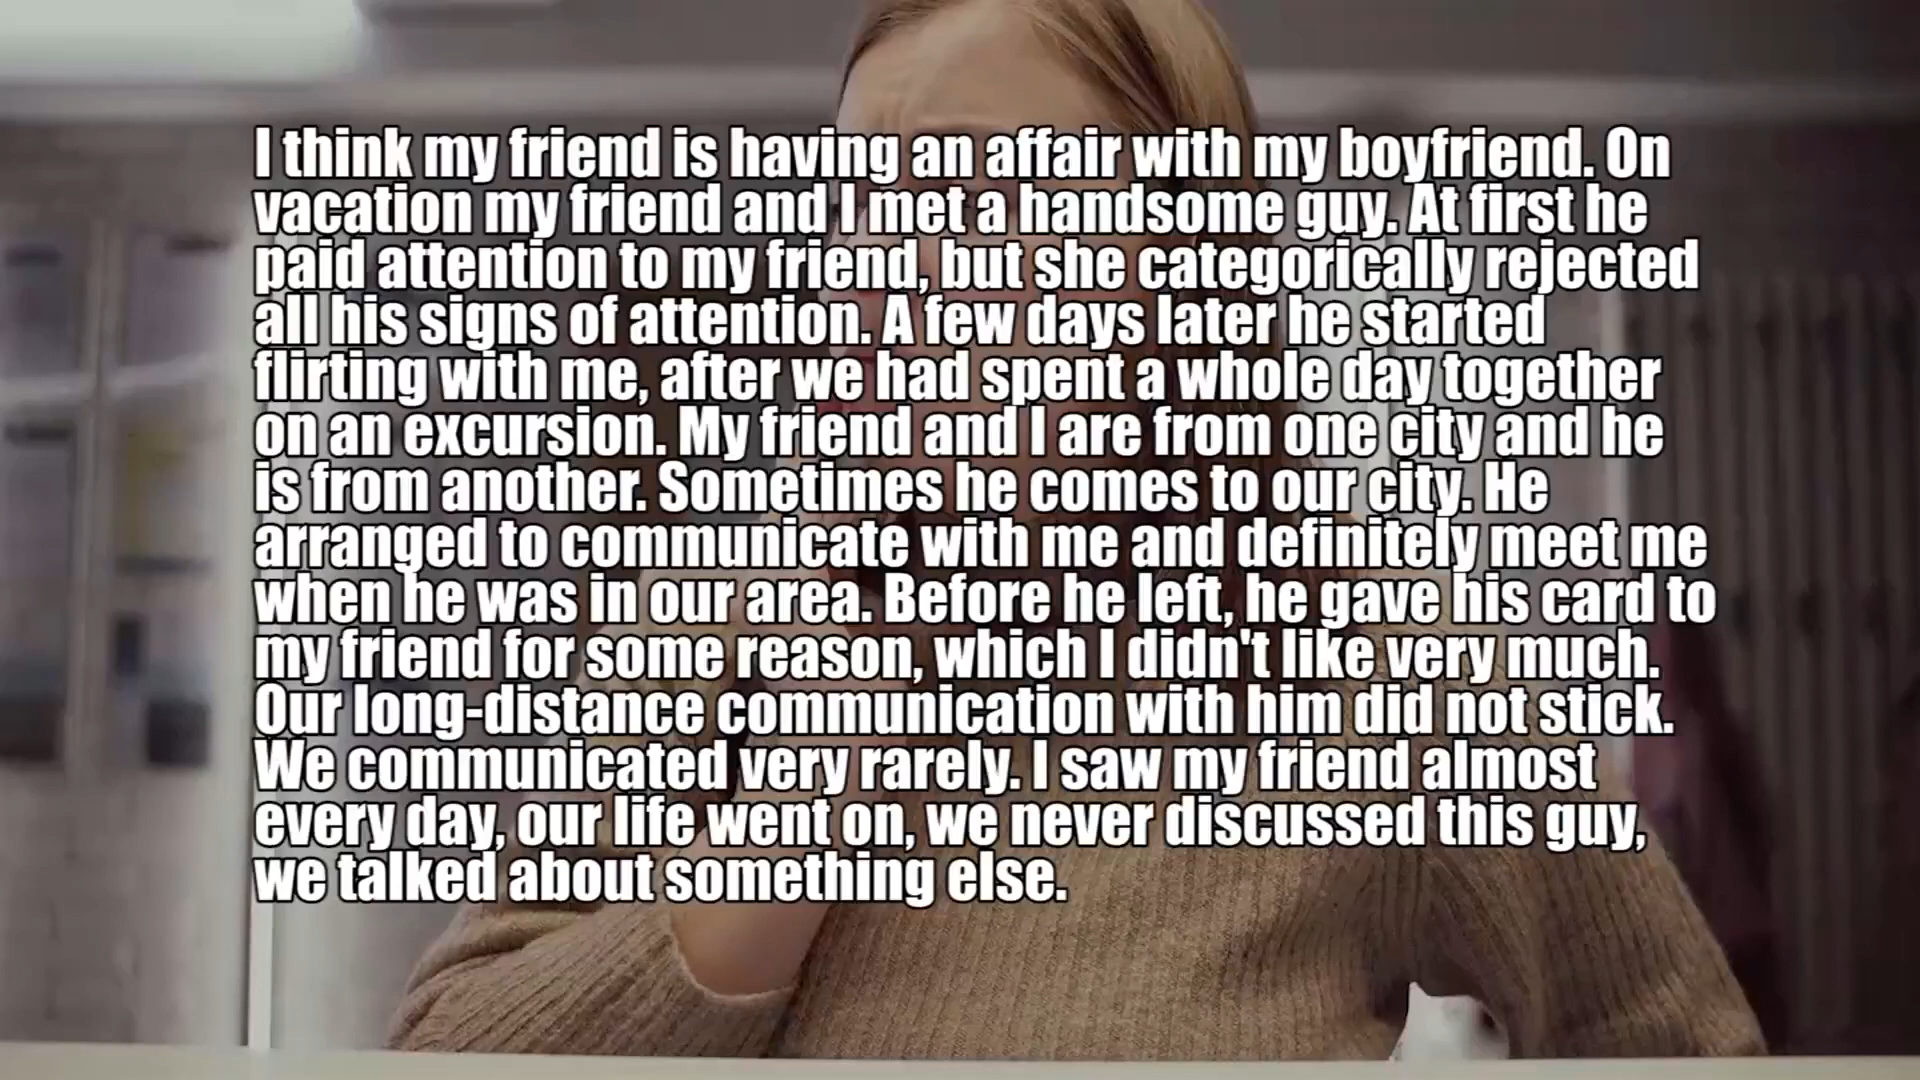 I think my friend is having an affair with my boyfriend. On
vacation my friend and I met a handsome guy. At first he
paid attention to my friend, but she categorically rejected
all his signs of attention. A few days later he started
flirting with me, after we had spent a whole day together
on an excursion. My friend and I are from one city and he
is from another. Sometimes he comes to our city. He
arranged to communicate with me and definitely meet me
when he was in our area. Before he left, he gave his card to
my friend for some reason, which I didn't like very much.
Our long-distance communication with him did not stick.
We communicated very rarely. I saw my friend almost
every day, our life went on, we never discussed this guy,
we talked about something else.